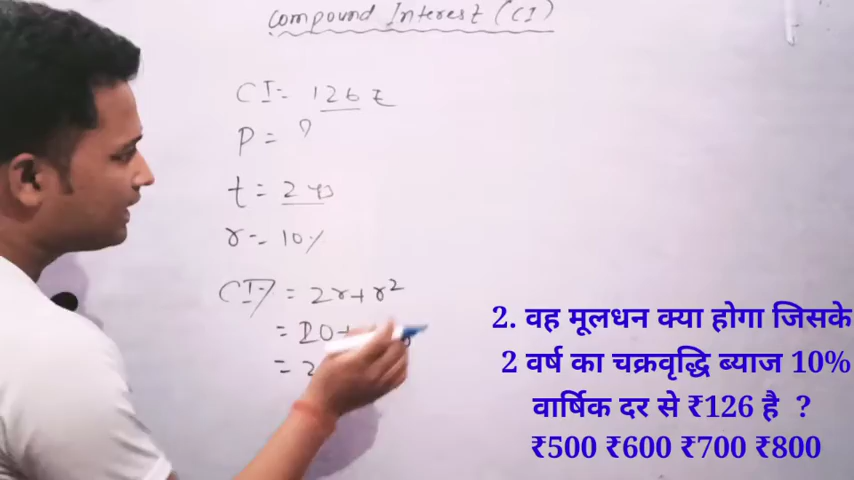 Compound Interest (CI)
CI = 126 ₹
P = ?
t = 2 yr
r = 10%
CI% = 2r + r²
= 20 +
= 2
2. वह मूलधन क्या होगा जिसके
2 वर्ष का चक्रवृद्धि ब्याज 10%
वार्षिक दर से ₹126 है ?
₹500 ₹600 ₹700 ₹800